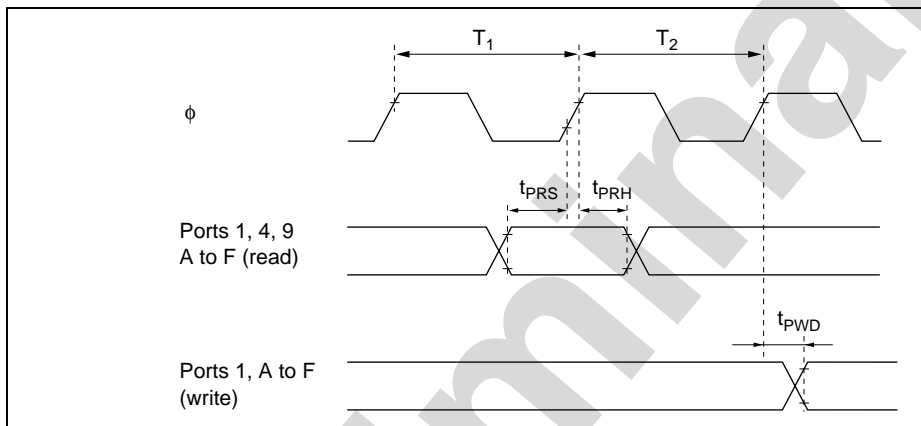 T₁ T₂
ϕ
tPRS tPRH
Ports 1, 4, 9
A to F (read)
tPWD
Ports 1, A to F
(write)